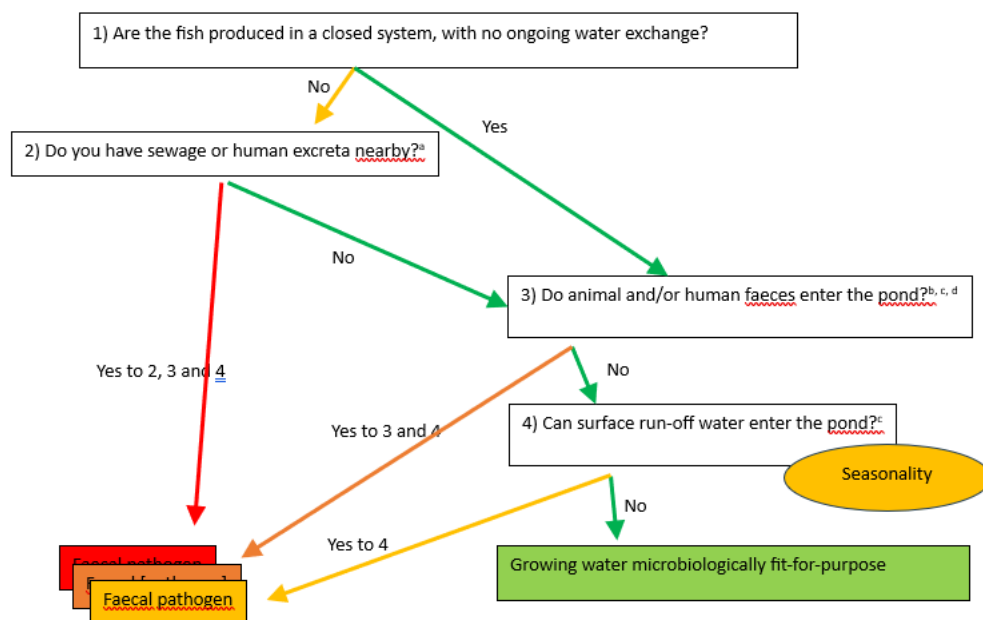 1) Are the fish produced in a closed system, with no ongoing water exchange?
No
Yes
2) Do you have sewage or human excreta nearby?ᵃ
No
3) Do animal and/or human faeces enter the pond?ᵇ, ᶜ, ᵈ
Yes to 2, 3 and 4
No
Yes to 3 and 4
4) Can surface run-off water enter the pond?ᶜ
Seasonality
No
Yes to 4
Growing water microbiologically fit-for-purpose
Faecal pathogen
Faecal pathogen